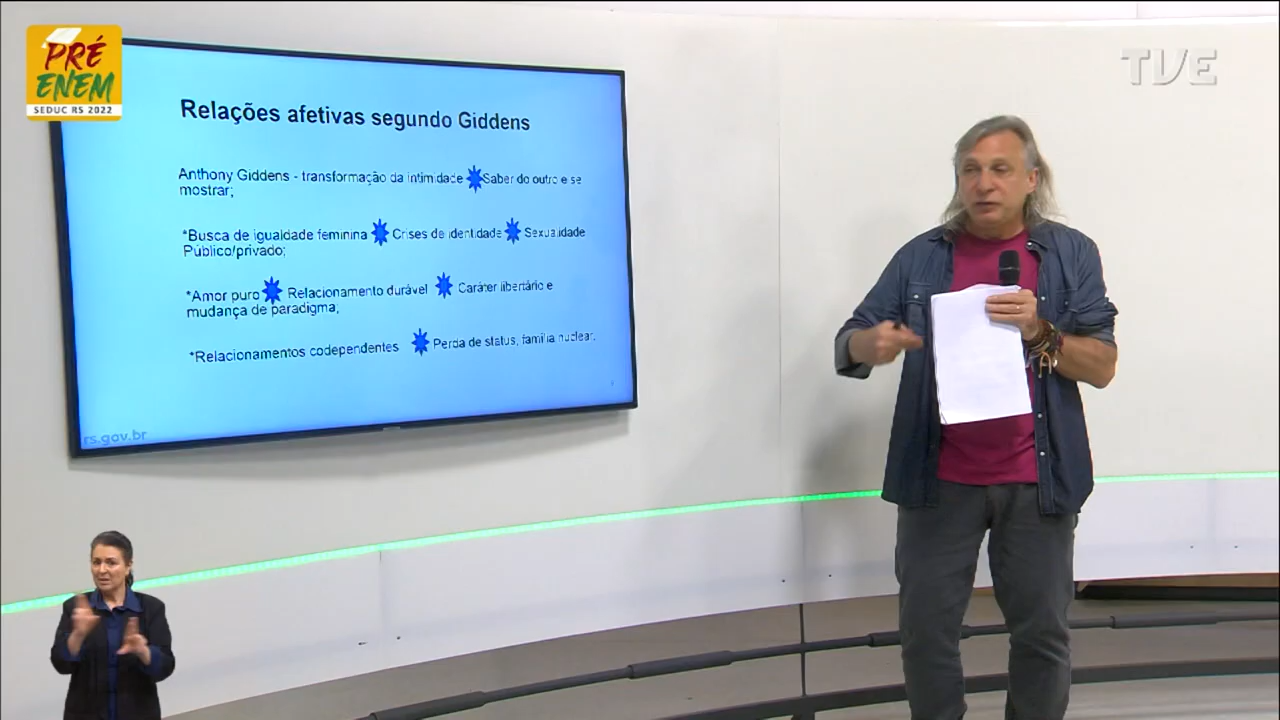 PRÉ
ENEM
SEDUC RS 2022
TVE
Relações afetivas segundo Giddens
Anthony Giddens - transformação da intimidade Saber do outro e se
mostrar;
*Busca de igualdade feminina Crises de identidade Sexualidade
Público/privado;
*Amor puro Relacionamento durável Caráter libertário e
mudança de paradigma;
*Relacionamentos codependentes Perda de status, família nuclear.
rs.gov.br